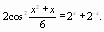 2cos² (x² + x)/6 = 2ˣ + 2⁻ˣ.